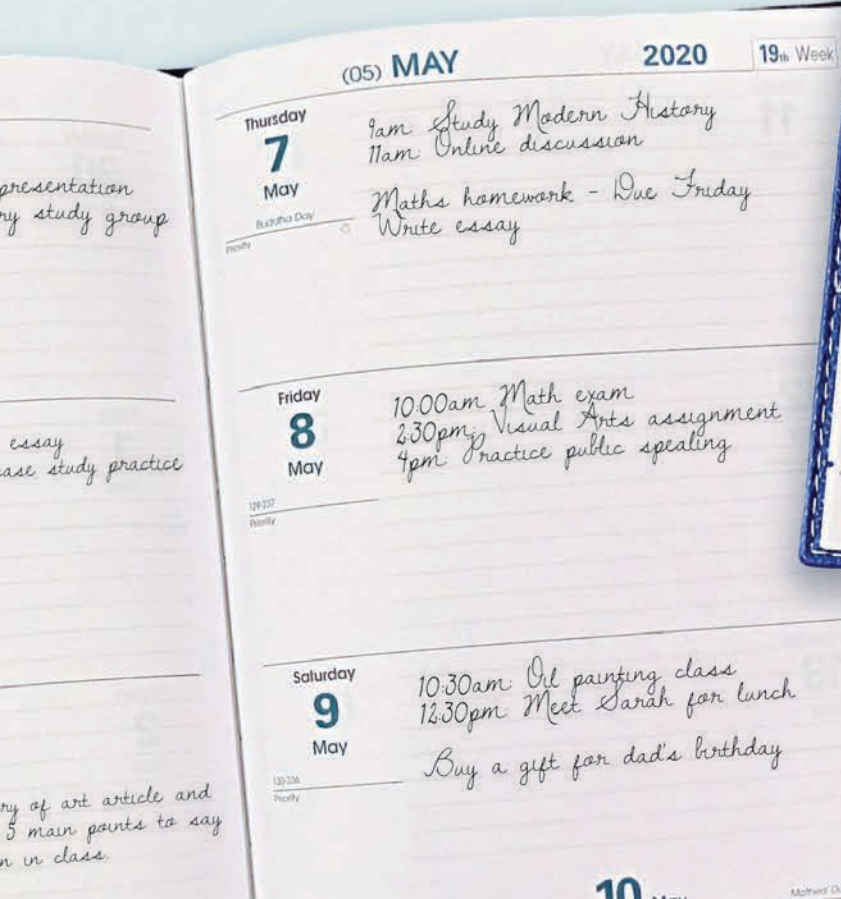 presentation
study group
essay
study practice
of art article and
5 main points to say
in class.
(05) MAY
2020
19th Week
Thursday
7
May
Buddha Day
Priority
9am: Study Modern History
11am: Online discussion
Maths homework - Due Friday
Write essay
Friday
8
May
Priority
10:00am: Math exam
2:30pm: Visual Arts assignment
4pm: Practice public spealing
Saturday
9
May
Priority
10:30am: Oil painting class
12:30pm: Meet Sarah for lunch
Buy a gift for dad's birthday
10 May
Mothers'